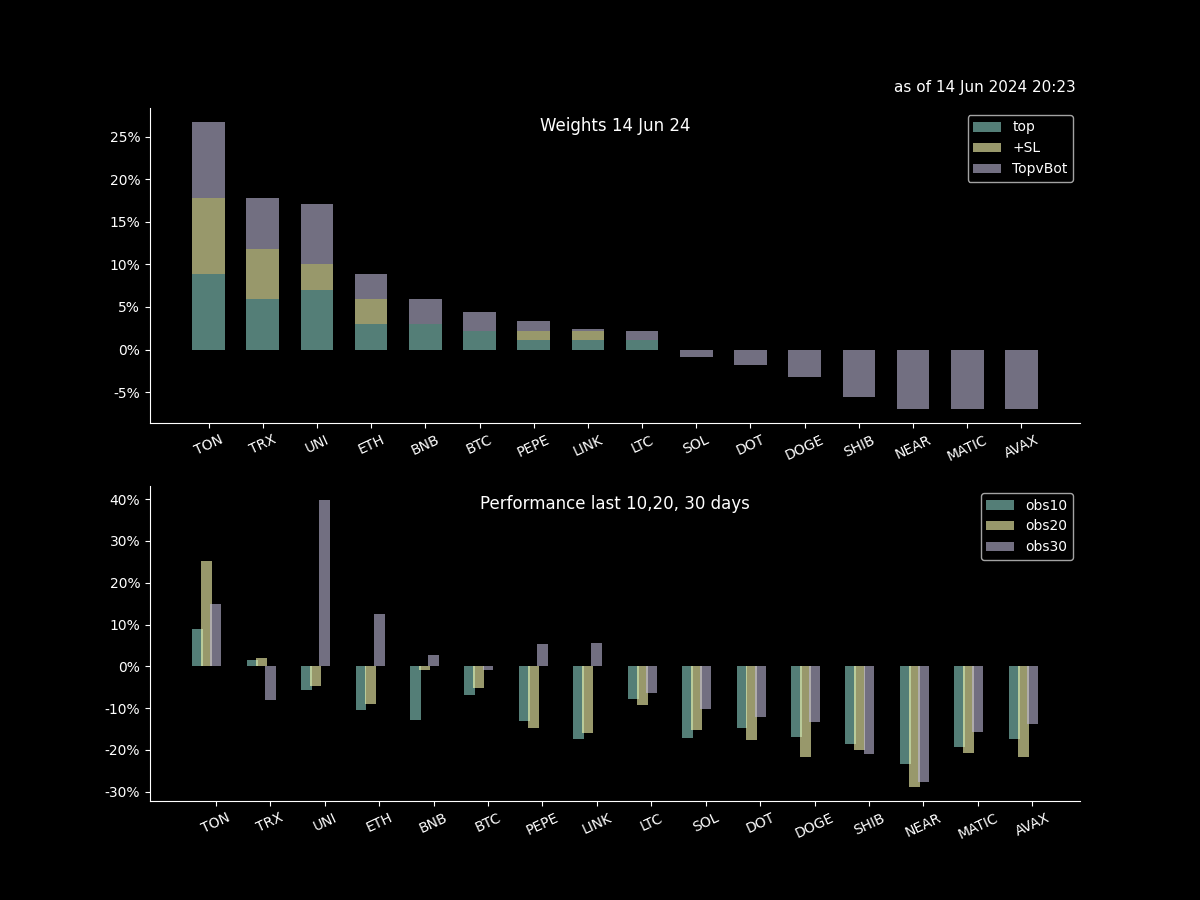 as of 14 Jun 2024 20:23
Weights 14 Jun 24
top
+SL
TopvBot
25%
20%
15%
10%
5%
0%
-5%
TON TRX UNI ETH BNB BTC PEPE LINK LTC SOL DOT DOGE SHIB NEAR MATIC AVAX
Performance last 10,20, 30 days
obs10
obs20
obs30
40%
30%
20%
10%
0%
-10%
-20%
-30%
TON TRX UNI ETH BNB BTC PEPE LINK LTC SOL DOT DOGE SHIB NEAR MATIC AVAX